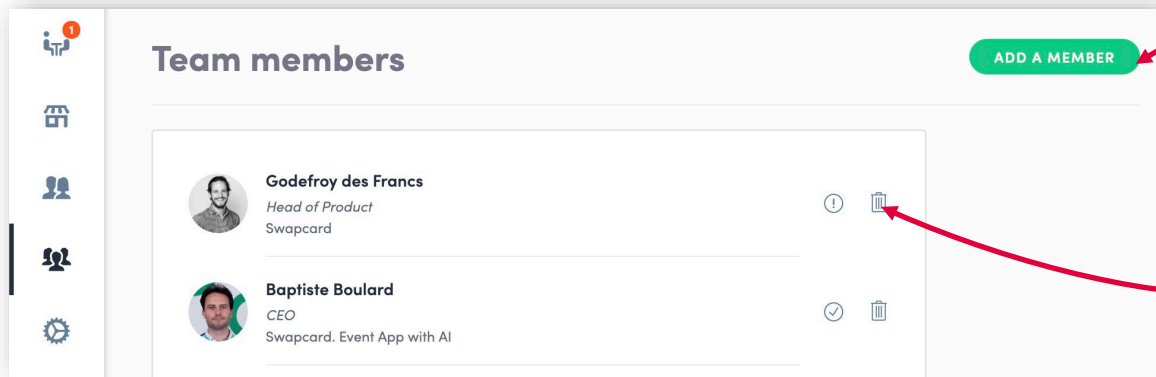 1
Team members
ADD A MEMBER
Godefroy des Francs
Head of Product
Swapcard
Baptiste Boulard
CEO
Swapcard. Event App with AI